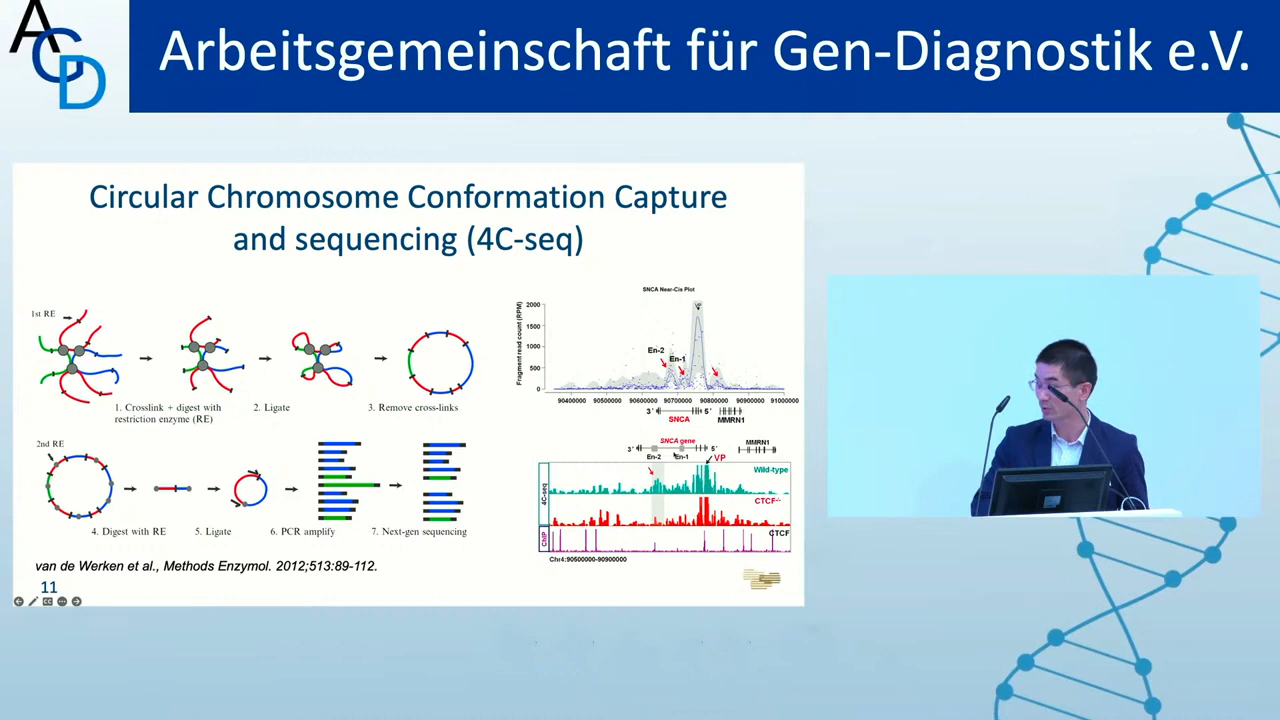 AGD
Arbeitsgemeinschaft für Gen-Diagnostik e.V.
Circular Chromosome Conformation Capture
and sequencing (4C-seq)
1st RE
1. Crosslink + digest with
restriction enzyme (RE)
2. Ligate
3. Remove cross-links
2nd RE
4. Digest with RE
5. Ligate
6. PCR amplify
7. Next-gen sequencing
van de Werken et al., Methods Enzymol. 2012;513:89-112.
11
SNCA Near-Cis Plot
Fragment read count (RPM)
2000
1500
1000
500
0
VP
En-2
En-1
90400000
90500000
90600000
90700000
90800000
90900000
91000000
3´
5´
SNCA
MMRN1
SNCA gene
MMRN1
3´
5´
En-2
En-1
VP
4C-seq
Wild-type
CTCF-/-
ChIP
CTCF
Chr4:90500000-90900000